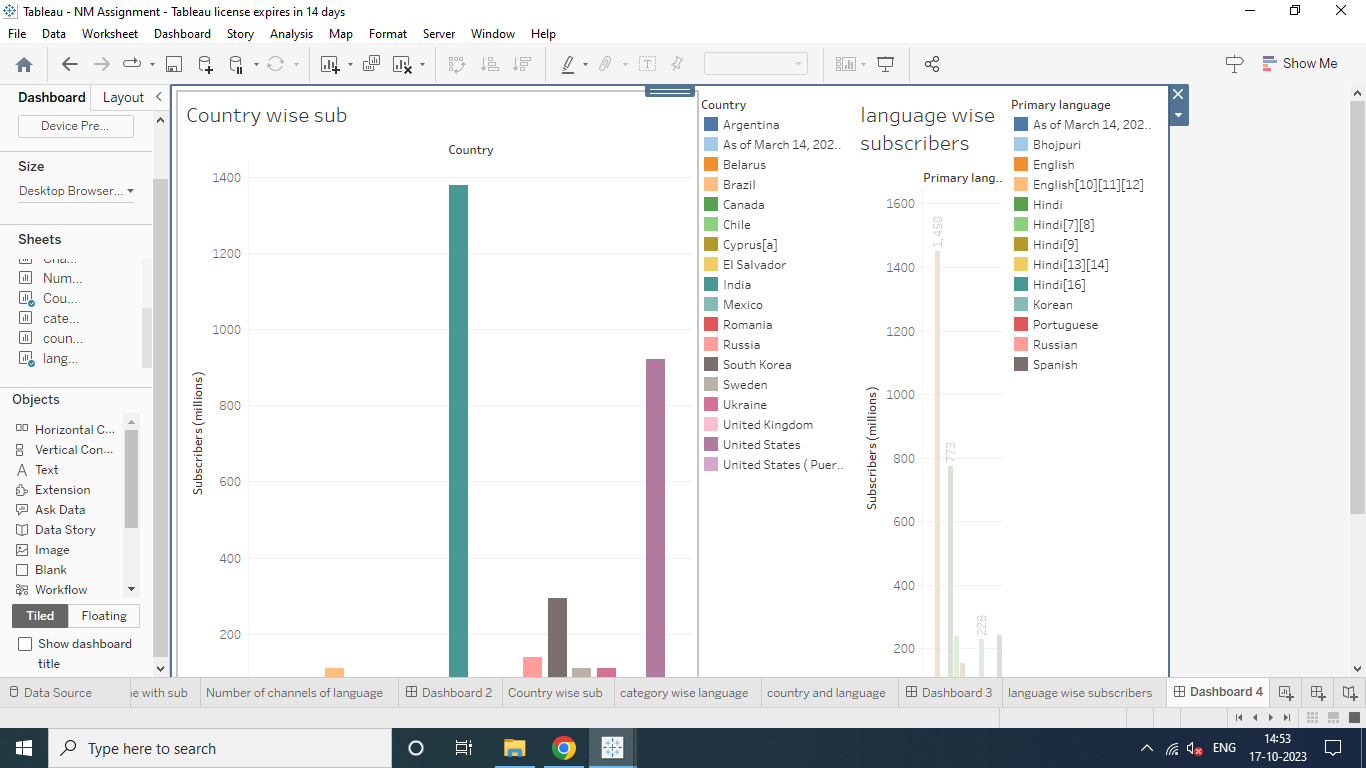 Tableau - NM Assignment - Tableau license expires in 14 days
File Data Worksheet Dashboard Story Analysis Map Format Server Window Help
Show Me
Dashboard Layout
Device Pre...
Size
Desktop Browser...
Sheets
Cha...
Num...
Cou...
cate...
coun...
lang...
Objects
Horizontal C...
Vertical Con...
Text
Extension
Ask Data
Data Story
Image
Blank
Workflow
Tiled Floating
Show dashboard
title
Country wise sub
Country
1400
1200
1000
800
600
400
200
Subscribers (millions)
Country
Argentina
As of March 14, 202..
Belarus
Brazil
Canada
Chile
Cyprus[a]
El Salvador
India
Mexico
Romania
Russia
South Korea
Sweden
Ukraine
United Kingdom
United States
United States ( Puer..
language wise
subscribers
Primary lang..
1600
1400
1200
1000
800
600
400
200
Subscribers (millions)
1,450
773
228
Primary language
As of March 14, 202..
Bhojpuri
English
English[10][11][12]
Hindi
Hindi[7][8]
Hindi[9]
Hindi[13][14]
Hindi[16]
Korean
Portuguese
Russian
Spanish
Data Source ne with sub Number of channels of language Dashboard 2 Country wise sub category wise language country and language Dashboard 3 language wise subscribers Dashboard 4
Type here to search
ENG
14:53
17-10-2023